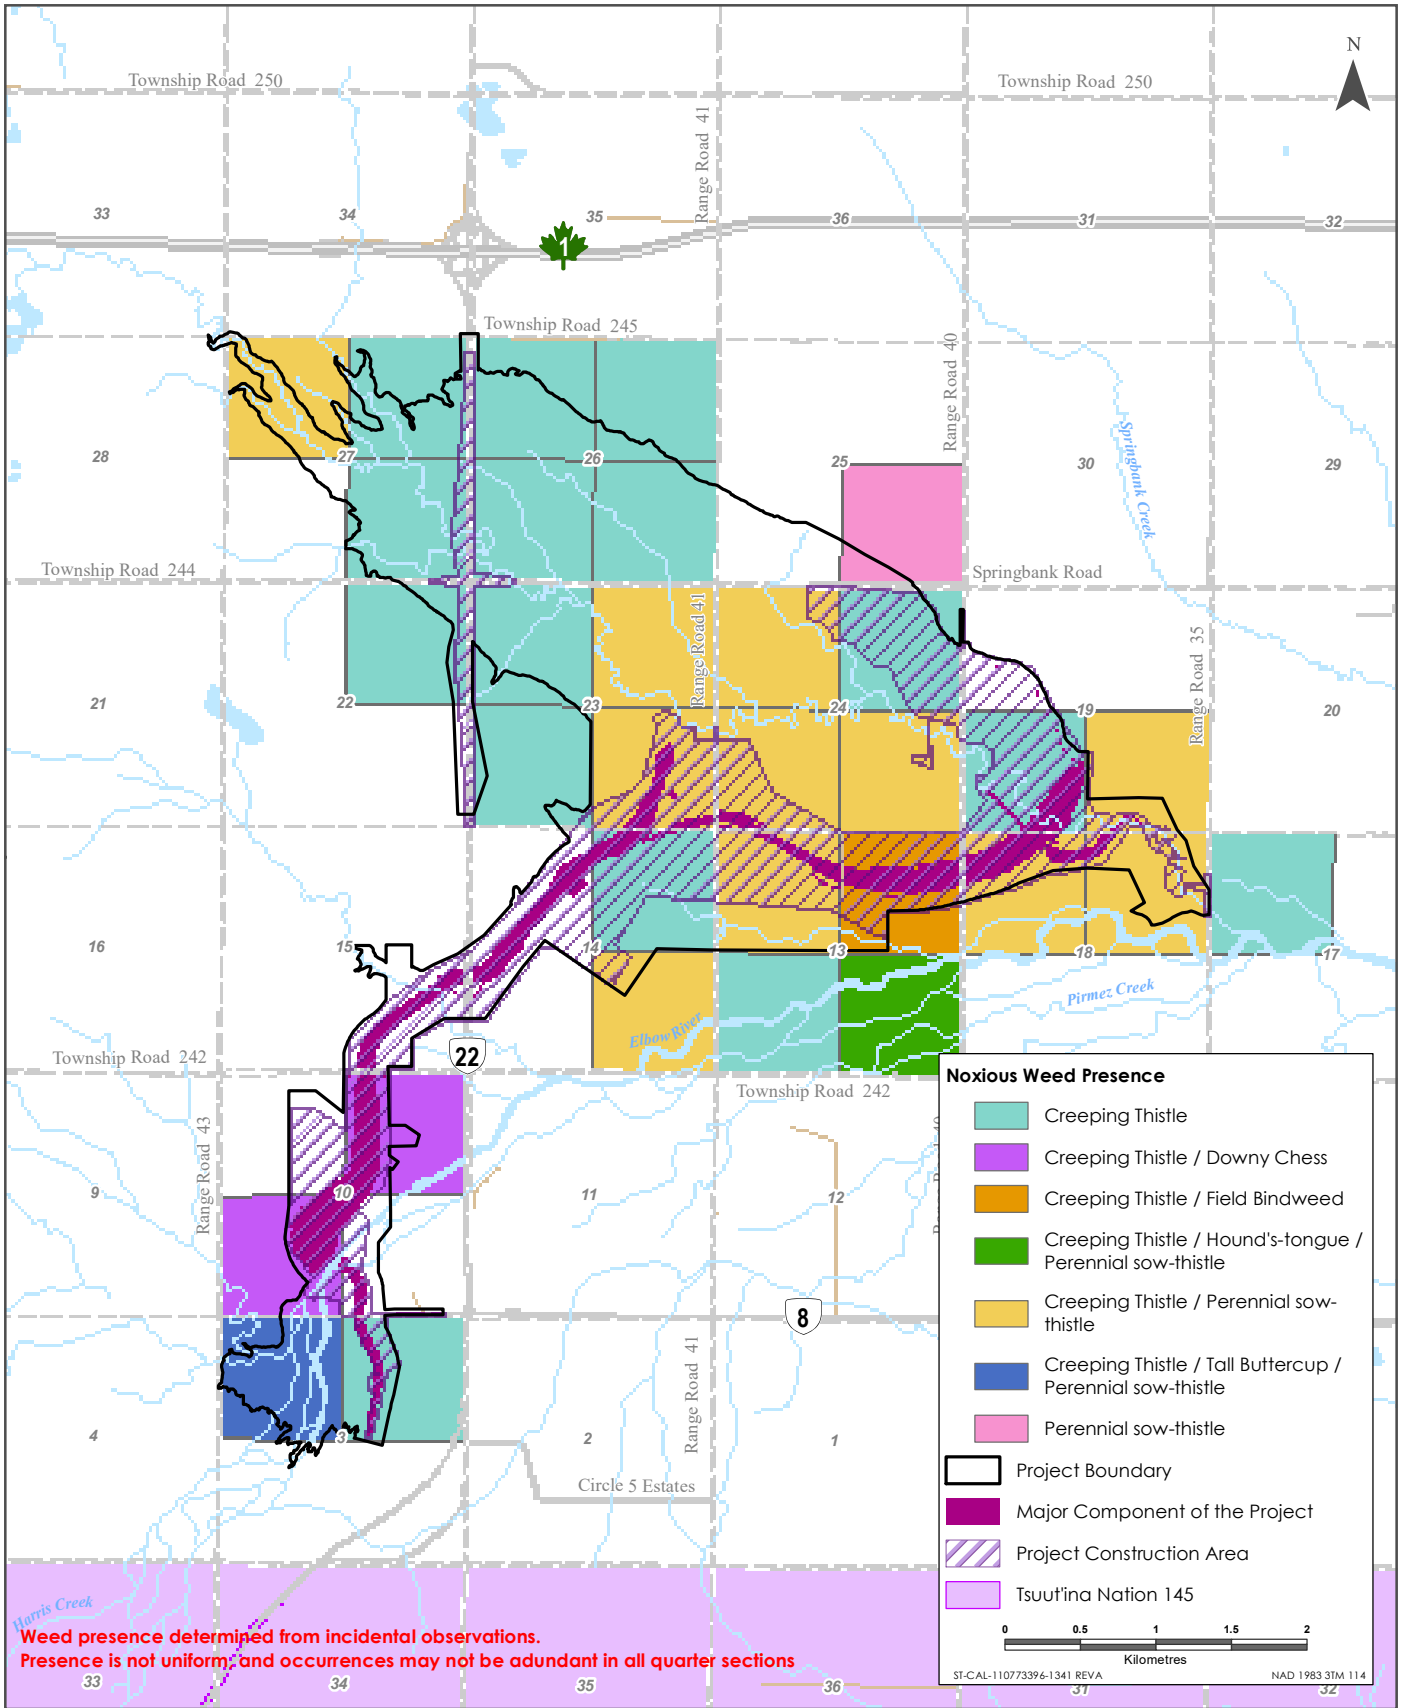 N
Township Road 250
Township Road 250
Range Road 41
33
34
35
36
31
32
1
Township Road 245
Range Road 40
28
27
26
25
30
29
Springbank Creek
Township Road 244
Springbank Road
Range Road 41
Range Road 35
21
22
23
24
19
20
16
15
14
13
18
17
Pirmez Creek
Elbow River
Township Road 242
22
Township Road 242
Range Road 43
9
10
11
12
8
Range Road 41
4
3
2
1
Circle 5 Estates
Harris Creek
Weed presence determined from incidental observations.
Presence is not uniform, and occurrences may not be adundant in all quarter sections
33
34
35
36
31
32
Noxious Weed Presence
Creeping Thistle
Creeping Thistle / Downy Chess
Creeping Thistle / Field Bindweed
Creeping Thistle / Hound's-tongue /
Perennial sow-thistle
Creeping Thistle / Perennial sow-
thistle
Creeping Thistle / Tall Buttercup /
Perennial sow-thistle
Perennial sow-thistle
Project Boundary
Major Component of the Project
Project Construction Area
Tsuut'ina Nation 145
0 0.5 1 1.5 2
Kilometres
ST-CAL-110773396-1341 REVA NAD 1983 3TM 114